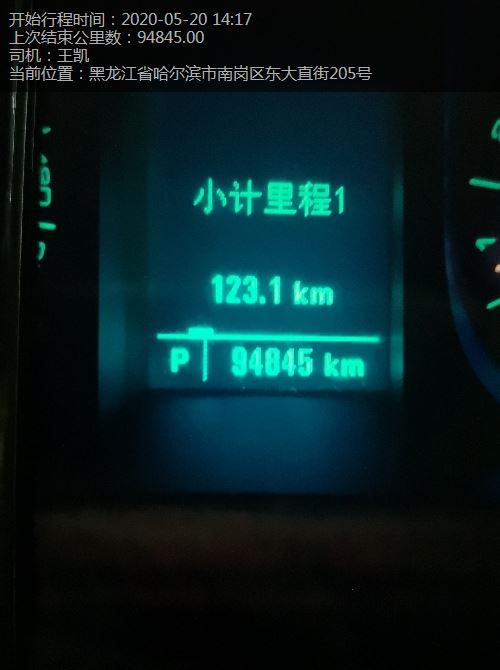 开始行程时间：2020-05-20 14:17
上次结束公里数：94845.00
司机：王凯
当前位置：黑龙江省哈尔滨市南岗区东大直街205号
小计里程1
123.1 km
P 94845 km